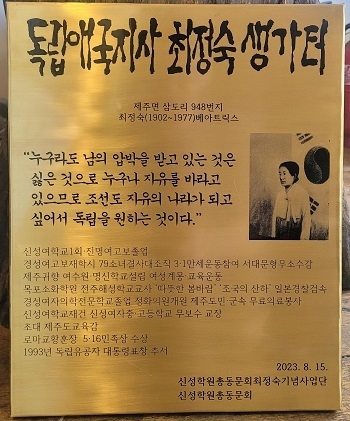 독립애국지사 최정숙 생가터
제주면 삼도리 948번지
최정숙(1902~1977)베아트릭스
“누구라도 남의 압박을 받고 있는 것은
싫은 것으로 누구나 자유를 바라고
있으므로 조선도 자유의 나라가 되고
싶어서 독립을 원하는 것이다.”
신성여학교1회·진명여고보졸업
경성여고보재학시 79소녀결사대조직 3·1만세운동참여 서대문형무소수감
제주귀향 여수원·명신학교설립 여성계몽 교육운동
목포소화학원 전주해성학교교사 ‘따뜻한 봄바람’ ‘조국의 산하’ 일본경찰검속
경성여자의학전문학교졸업 정화의원개원 제주도민·군속 무료의료봉사
신성여학교재건 신성여자중·고등학교 무보수 교장
초대 제주도교육감
로마교황훈장 5·16민족상 수상
1993년 독립유공자 대통령표창 추서
2023. 8. 15.
신성학원총동문회최정숙기념사업단
신성학원총동문회